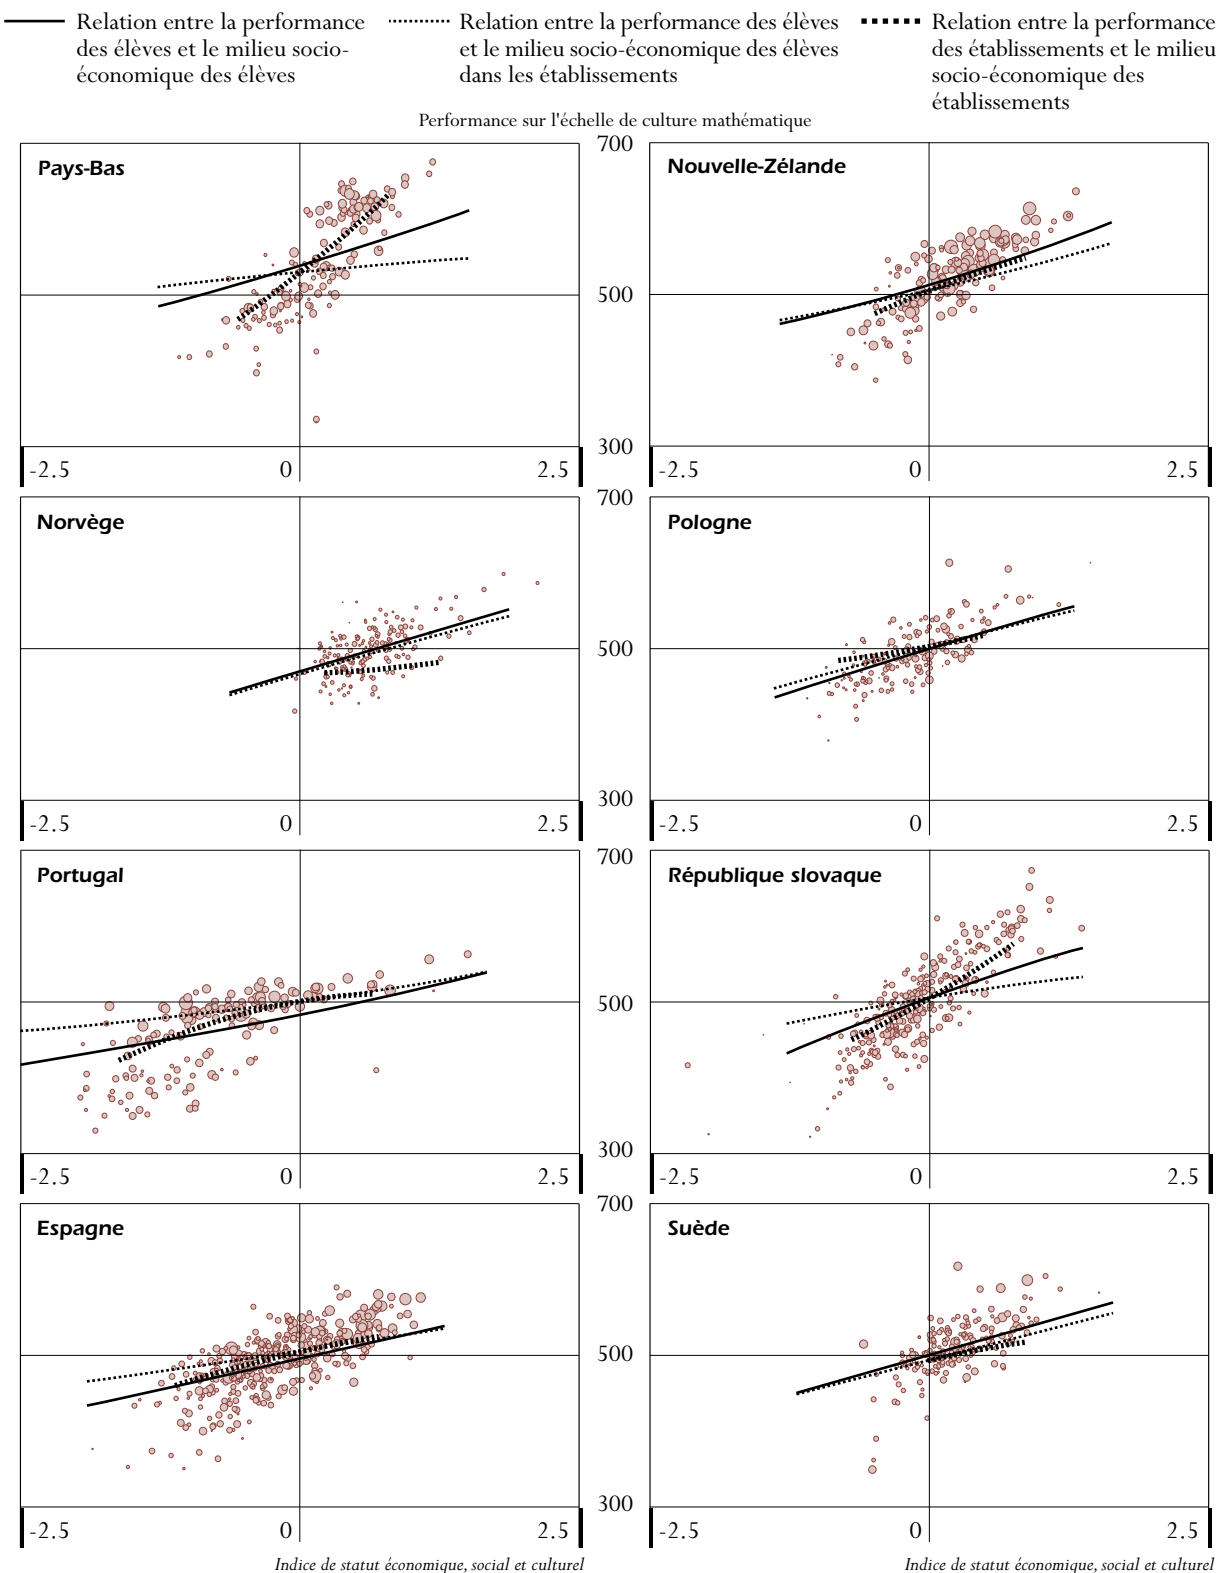 Relation entre la performance
des élèves et le milieu socio-
économique des élèves
Relation entre la performance des élèves
et le milieu socio-économique des élèves
dans les établissements
Relation entre la performance
des établissements et le milieu
socio-économique des
établissements
Performance sur l'échelle de culture mathématique
Pays-Bas
700
500
300
-2.5 0 2.5
Nouvelle-Zélande
-2.5 0 2.5
Norvège
700
500
300
-2.5 0 2.5
Pologne
-2.5 0 2.5
Portugal
700
500
300
-2.5 0 2.5
République slovaque
-2.5 0 2.5
Espagne
700
500
300
-2.5 0 2.5
Suède
-2.5 0 2.5
Indice de statut économique, social et culturel
Indice de statut économique, social et culturel